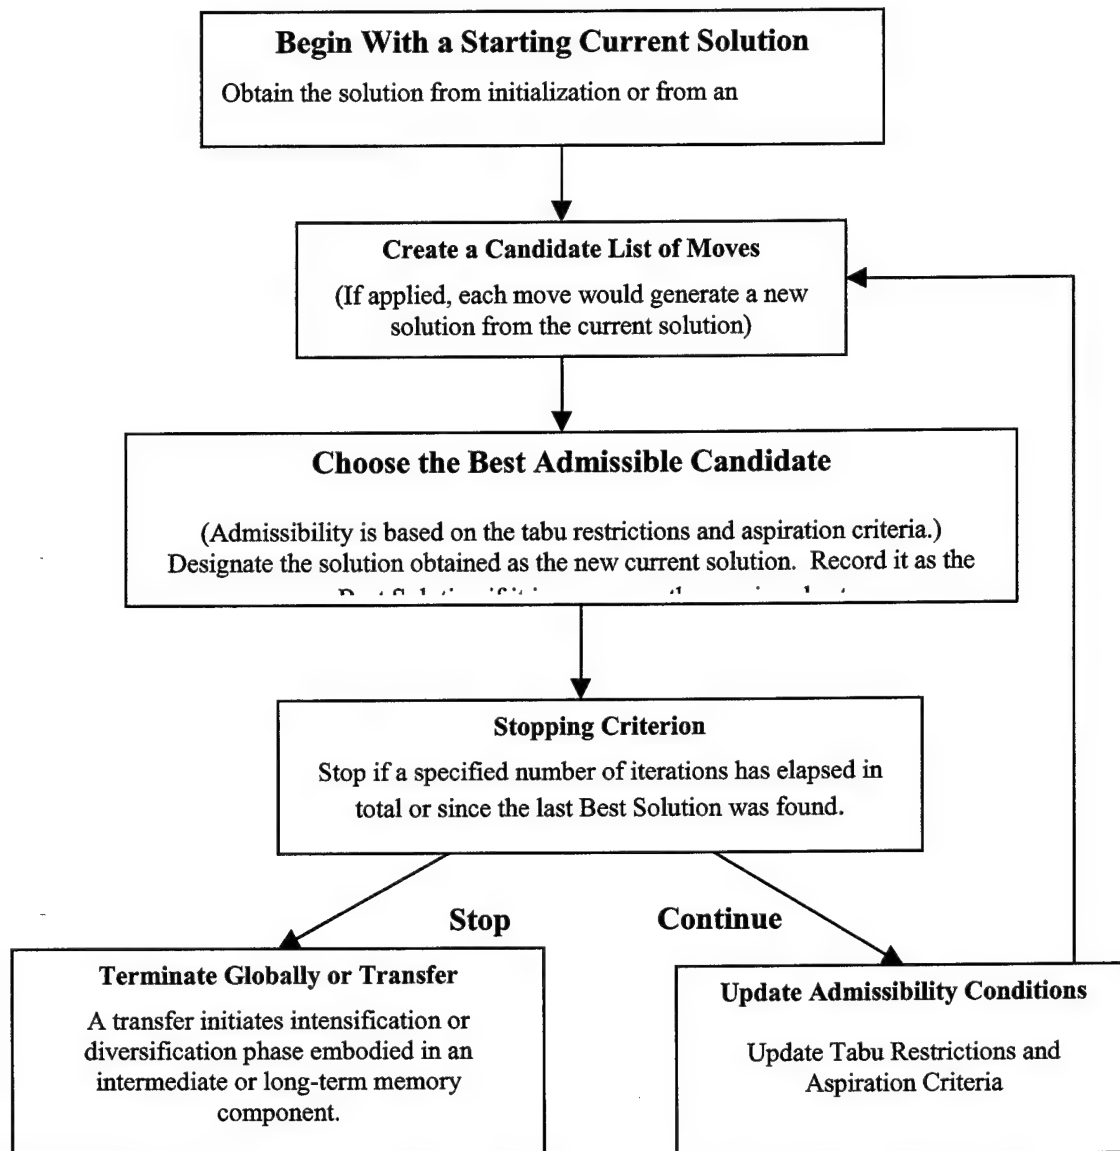 Begin With a Starting Current Solution
Obtain the solution from initialization or from an
Create a Candidate List of Moves
(If applied, each move would generate a new
solution from the current solution)
Choose the Best Admissible Candidate
(Admissibility is based on the tabu restrictions and aspiration criteria.)
Designate the solution obtained as the new current solution. Record it as the
Stopping Criterion
Stop if a specified number of iterations has elapsed in
total or since the last Best Solution was found.
Stop
Continue
Terminate Globally or Transfer
A transfer initiates intensification or
diversification phase embodied in an
intermediate or long-term memory
component.
Update Admissibility Conditions
Update Tabu Restrictions and
Aspiration Criteria